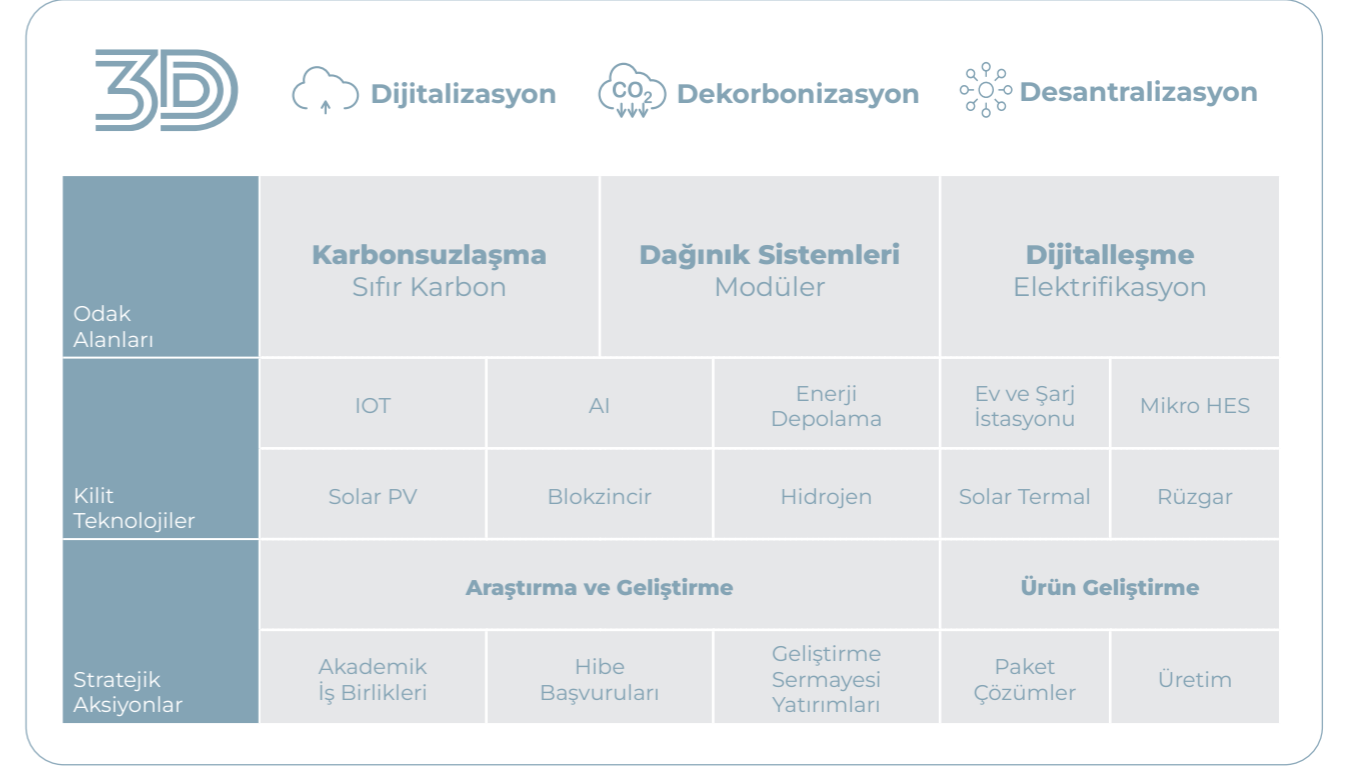 3D
Dijitalizasyon
CO2
Dekorbonizasyon
Desantralizasyon
Odak
Alanları
Karbonsuzlaşma
Sıfır Karbon
Dağınık Sistemleri
Modüler
Dijitalleşme
Elektrifikasyon
Kilit
Teknolojiler
IOT
AI
Enerji
Depolama
Ev ve Şarj
İstasyonu
Mikro HES
Solar PV
Blokzincir
Hidrojen
Solar Termal
Rüzgar
Stratejik
Aksiyonlar
Araştırma ve Geliştirme
Ürün Geliştirme
Akademik
İş Birlikleri
Hibe
Başvuruları
Geliştirme
Sermayesi
Yatırımları
Paket
Çözümler
Üretim